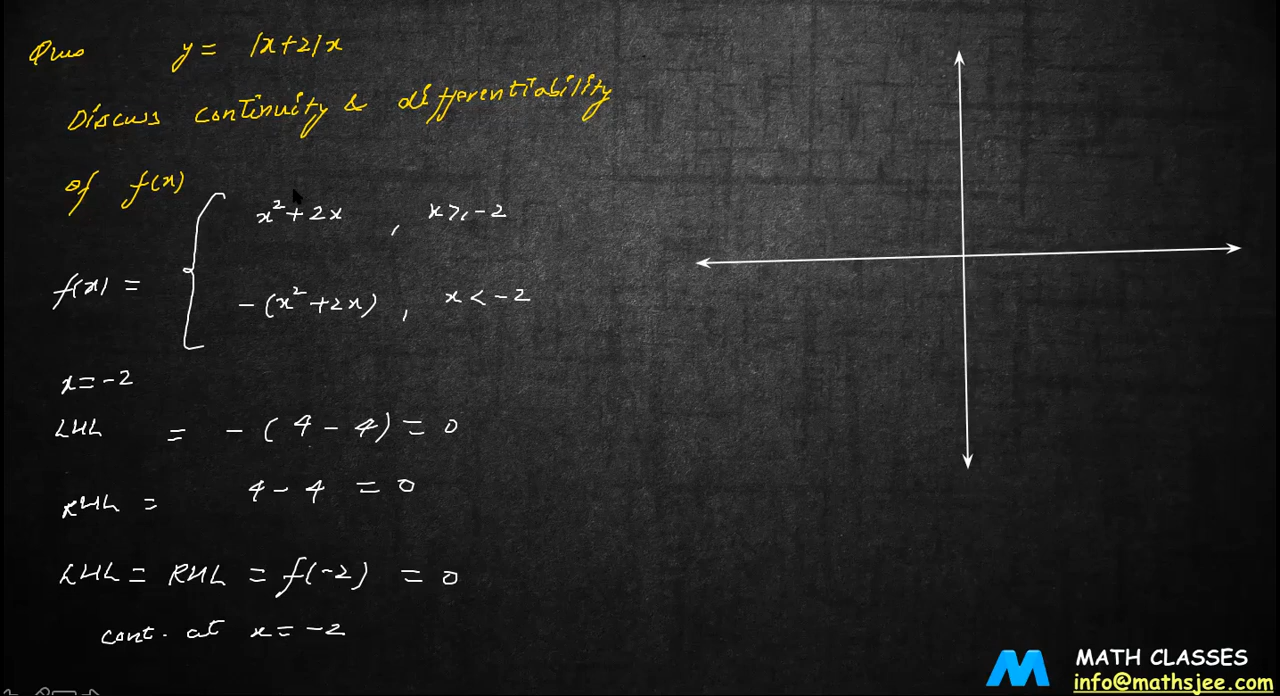 Ques y = |x+2|x
Discuss continuity & differentiability
of f(x)
x² + 2x , x ≥ -2
f(x) =
-(x² + 2x) , x < -2
x = -2
LHL = - (4 - 4) = 0
RHL = 4 - 4 = 0
LHL = RHL = f(-2) = 0
cont. at x = -2
MATH CLASSES
info@mathsjee.com